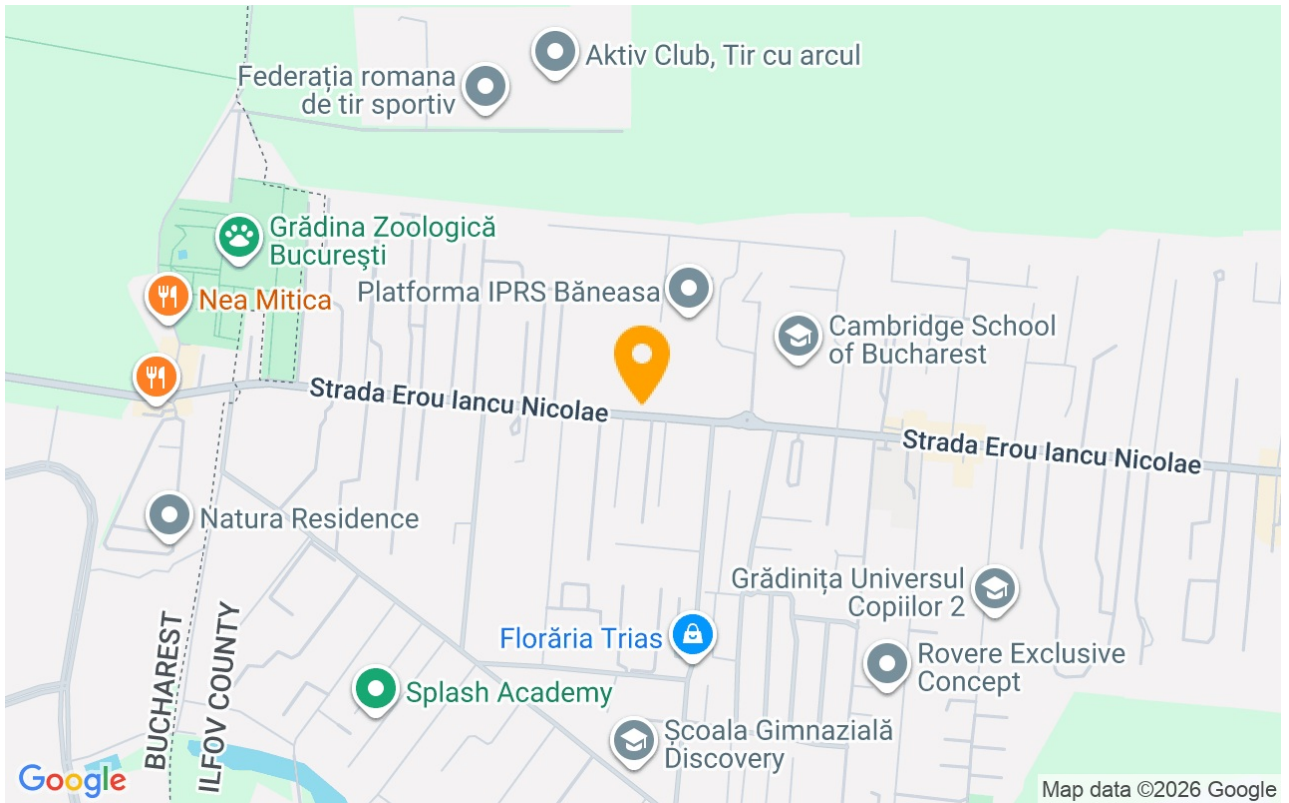 Aktiv Club, Tir cu arcul
Federația romana
de tir sportiv
Grădina Zoologică
București
Nea Mitica
Platforma IPRS Băneasa
Cambridge School
of Bucharest
Strada Erou Iancu Nicolae
Strada Erou Iancu Nicolae
Natura Residence
Grădinița Universul
Copiilor 2
Florăria Trias
Rovere Exclusive
Concept
BUCHAREST
ILFOV COUNTY
Splash Academy
Școala Gimnazială
Discovery
Google
Map data ©2026 Google